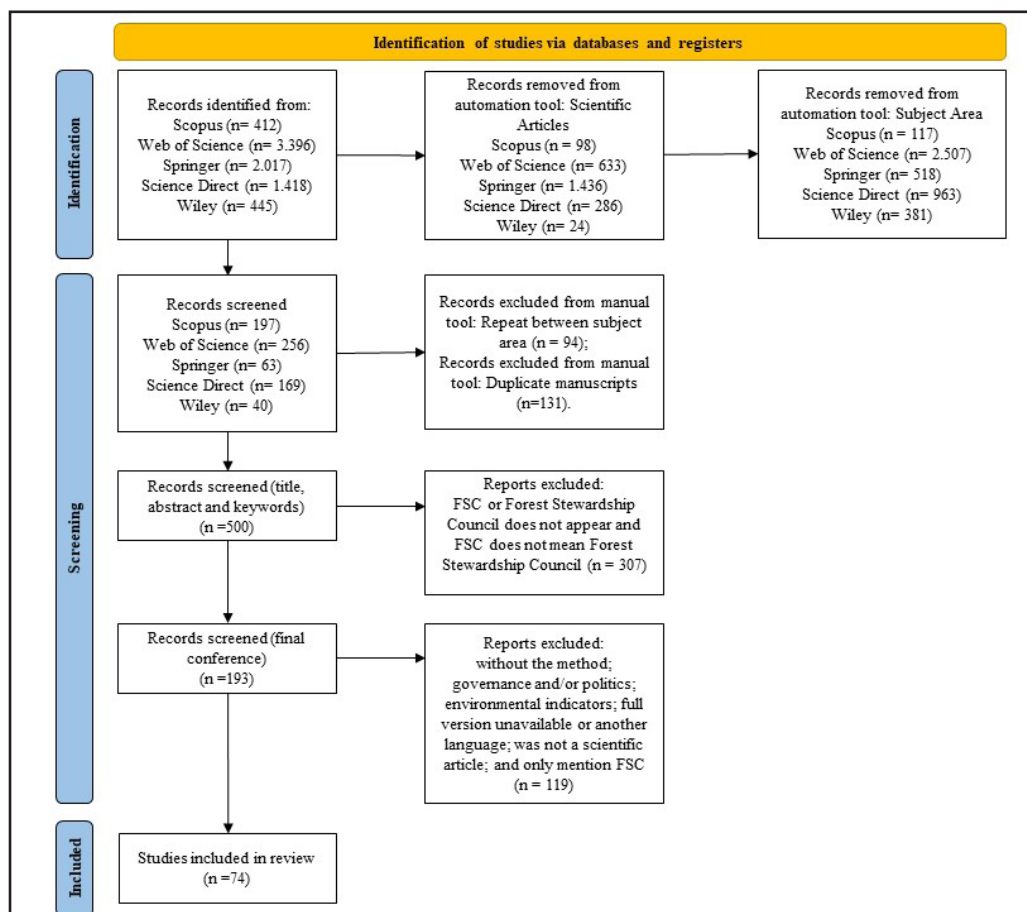 Identification of studies via databases and registers
Identification
Records identified from:
Scopus (n= 412)
Web of Science (n= 3.396)
Springer (n= 2.017)
Science Direct (n= 1.418)
Wiley (n= 445)
Records removed from
automation tool: Scientific
Articles
Scopus (n = 98)
Web of Science (n= 633)
Springer (n= 1.436)
Science Direct (n= 286)
Wiley (n= 24)
Records removed from
automation tool: Subject Area
Scopus (n = 117)
Web of Science (n= 2.507)
Springer (n= 518)
Science Direct (n= 963)
Wiley (n= 381)
Screening
Records screened
Scopus (n= 197)
Web of Science (n= 256)
Springer (n= 63)
Science Direct (n= 169)
Wiley (n= 40)
Records excluded from manual
tool: Repeat between subject
area (n = 94);
Records excluded from manual
tool: Duplicate manuscripts
(n=131).
Records screened (title,
abstract and keywords)
(n =500)
Reports excluded:
FSC or Forest Stewardship
Council does not appear and
FSC does not mean Forest
Stewardship Council (n = 307)
Records screened (final
conference)
(n =193)
Reports excluded:
without the method;
governance and/or politics;
environmental indicators; full
version unavailable or another
language; was not a scientific
article; and only mention FSC
(n = 119)
Included
Studies included in review
(n =74)